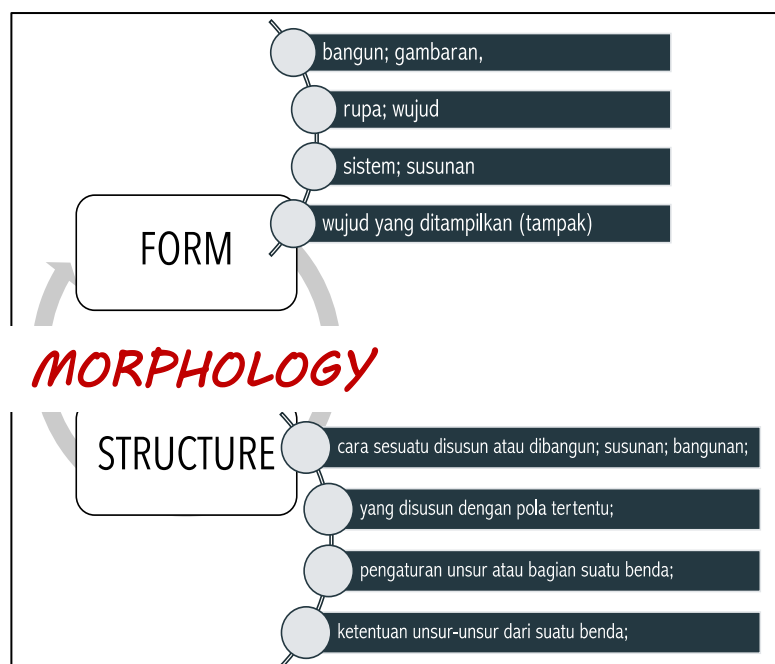 bangun; gambaran,
rupa; wujud
sistem; susunan
wujud yang ditampilkan (tampak)
FORM
MORPHOLOGY
STRUCTURE
cara sesuatu disusun atau dibangun; susunan; bangunan;
yang disusun dengan pola tertentu;
pengaturan unsur atau bagian suatu benda;
ketentuan unsur-unsur dari suatu benda;